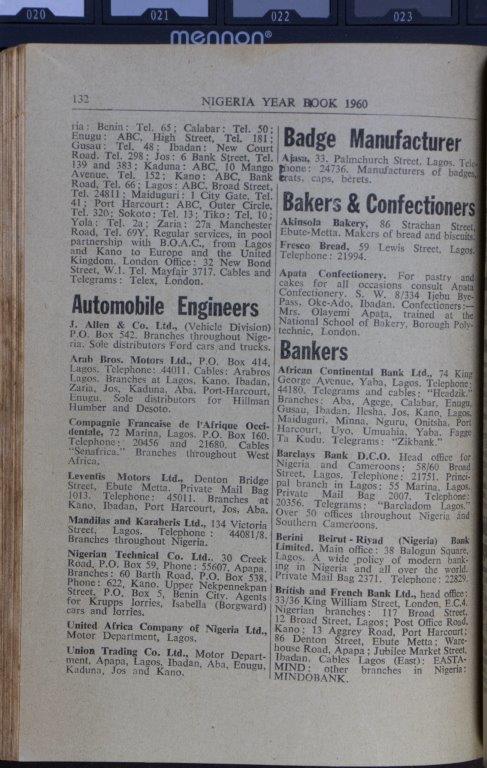 020
021
022
023
mennon®
132
NIGERIA YEAR BOOK 1960
ria: Benin: Tel. 65; Calabar: Tel. 50;
Enugu: ABC, High Street, Tel. 181;
Gusau: Tel. 48; Ibadan: New Court
Road. Tel. 298; Jos: 6 Bank Street, Tel.
139 and 383; Kaduna: ABC, 10 Mango
Avenue, Tel. 152; Kano: ABC, Bank
Road, Tel. 66; Lagos: ABC, Broad Street,
Tel. 24811; Maiduguri: 1 City Gate, Tel.
41; Port Harcourt: ABC, Outer Circle,
Tel. 320; Sokoto: Tel. 13; Tiko: Tel. 10;
Yola: Tel. 2a; Zaria: 27a Manchester
Road, Tel. 69Y. Regular services, in pool
partnership with B.O.A.C., from Lagos
and Kano to Europe and the United
Kingdom. London Office: 32 New Bond
Street, W.1. Tel. Mayfair 3717. Cables and
Telegrams: Telex, London.
Automobile Engineers
J. Allen & Co. Ltd., (Vehicle Division)
P.O. Box 542. Branches throughout Nige-
ria. Sole distributors Ford cars and trucks.
Arab Bros. Motors Ltd., P.O. Box 414,
Lagos. Telephone: 44011. Cables: Arabros
Lagos. Branches at Lagos, Kano. Ibadan,
Zaria, Jos, Kaduna, Aba, Port-Harcourt,
Enugu. Sole distributors for Hillman
Humber and Desoto.
Compagnie Francaise de l'Afrique Occi-
dentale, 72 Marina, Lagos. P.O. Box 160.
Telephone: 20456 and 21680. Cables
"Senafrica." Branches throughout West
Africa.
Leventis Motors Ltd., Denton Bridge
Street, Ebute Metta, Private Mail Bag
1013. Telephone: 45011. Branches at
Kano, Ibadan, Port Harcourt, Jos, Aba.
Mandilas and Karaberis Ltd., 134 Victoria
Street, Lagos. Telephone: 44081/8.
Branches throughout Nigeria.
Nigerian Technical Co. Ltd.. 30 Creek
Road, P.O. Box 59, Phone: 55607, Apapa.
Branches: 60 Barth Road, P.O. Box 538,
Phone: 622, Kano. Upper Nekpennekpan
Street, P.O. Box 5, Benin City. Agents
for Krupps lorries, Isabella (Borgward)
cars and lorries.
United Africa Company of Nigeria Ltd.,
Motor Department, Lagos.
Union Trading Co. Ltd., Motor Depart-
ment, Apapa, Lagos, Ibadan, Aba, Enugu,
Kaduna, Jos and Kano.
Badge Manufacturer
Ajasa, 33, Palmchurch Street, Lagos. Tele-
phone: 24736. Manufacturers of badges,
crats, caps, berets.
Bakers & Confectioners
Akinsola Bakery, 86 Strachan Street,
Ebute-Metta. Makers of bread and biscuits.
Fresco Bread, 59 Lewis Street, Lagos.
Telephone: 21994.
Apata Confectionery. For pastry and
cakes for all occasions consult Apata
Confectionery. S. W. 8/334 Ijebu Bye-
Pass, Oke-Ado, Ibadan. Confectioners:—
Mrs. Olayemi Apata, trained at the
National School of Bakery, Borough Poly-
technic, London.
Bankers
African Continental Bank Ltd., 74 King
George Avenue, Yaba, Lagos. Telephone:
44180. Telegrams and cables: "Headzik."
Branches: Aba, Agege, Calabar, Enugu,
Gusau, Ibadan, Ilesha, Jos, Kano, Lagos,
Maiduguri, Minna, Nguru, Onitsha, Port
Harcourt, Uyo, Umuahia, Yaba, Fagge
Ta Kudu. Telegrams: "Zikbank."
Barclays Bank D.C.O. Head office for
Nigeria and Cameroons: 58/60 Broad
Street, Lagos, Telephone: 21751. Princi-
pal branch in Lagos: 55 Marina, Lagos.
Private Mail Bag 2007. Telephone:
20356. Telegrams: "Barcladom Lagos."
Over 50 offices throughout Nigeria and
Southern Cameroons.
Berini Beirut-Riyad (Nigeria) Bank
Limited. Main office: 38 Balogun Square,
Lagos. A wide policy of modern bank-
ing in Nigeria and all over the world.
Private Mail Bag 2371. Telephone: 22829.
British and French Bank Ltd., head office:
33/36 King William Street, London, E.C.4.
Nigerian branches: 117 Broad Street,
12 Broad Street, Lagos; Post Office Road,
Kano; 13 Aggrey Road, Port Harcourt;
86 Denton Street, Ebute Metta; Ware-
house Road, Apapa; Jubilee Market Street,
Ibadan. Cables Lagos (East): EASTA-
MIND: other branches in Nigeria:
MINDOBANK.